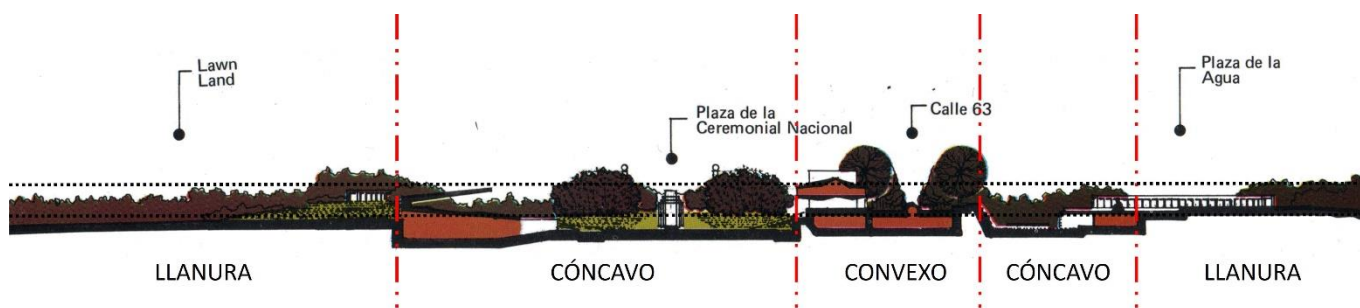 Lawn
Land
Plaza de la
Ceremonial Nacional
Calle 63
Plaza de la
Agua
LLANURA
CÓNCAVO
CONVEXO
CÓNCAVO
LLANURA